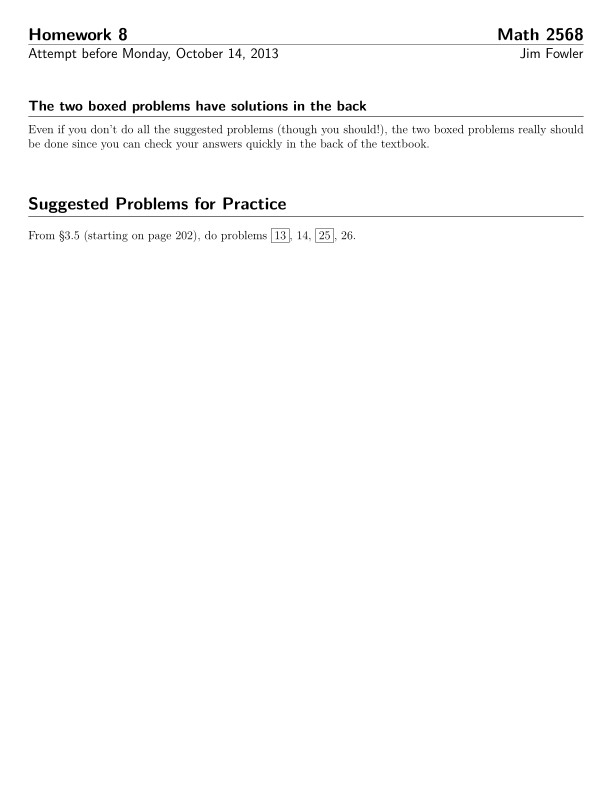 Homework 8 Math 2568
Attempt before Monday, October 14, 2013 Jim Fowler
The two boxed problems have solutions in the back
Even if you don't do all the suggested problems (though you should!), the two boxed problems really should
be done since you can check your answers quickly in the back of the textbook.
Suggested Problems for Practice
From §3.5 (starting on page 202), do problems 13, 14, 25, 26.